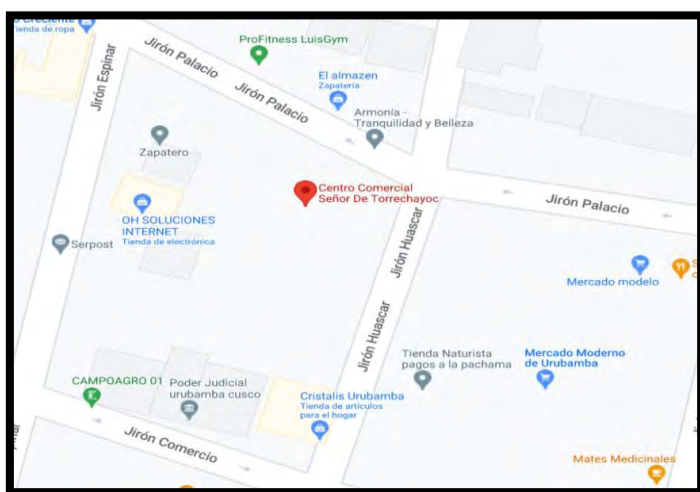 Creciente
tienda de ropa
Jirón Espinar
Jirón Palacio
ProFitness LuisGym
Jirón Palacio
El almazen
Zapatería
Armonía -
Tranquilidad y Belleza
Zapatero
Centro Comercial
Señor De Torrechayoc
Jirón Palacio
OH SOLUCIONES
INTERNET
Tienda de electrónica
Serpost
Jirón Huascar
Mercado modelo
Jirón Huascar
Tienda Naturista
pagos a la pachama
Mercado Moderno
de Urubamba
CAMPOAGRO 01
Poder Judicial
urubamba cusco
Cristalis Urubamba
Tienda de artículos
para el hogar
Jirón Comercio
Mates Medicinales